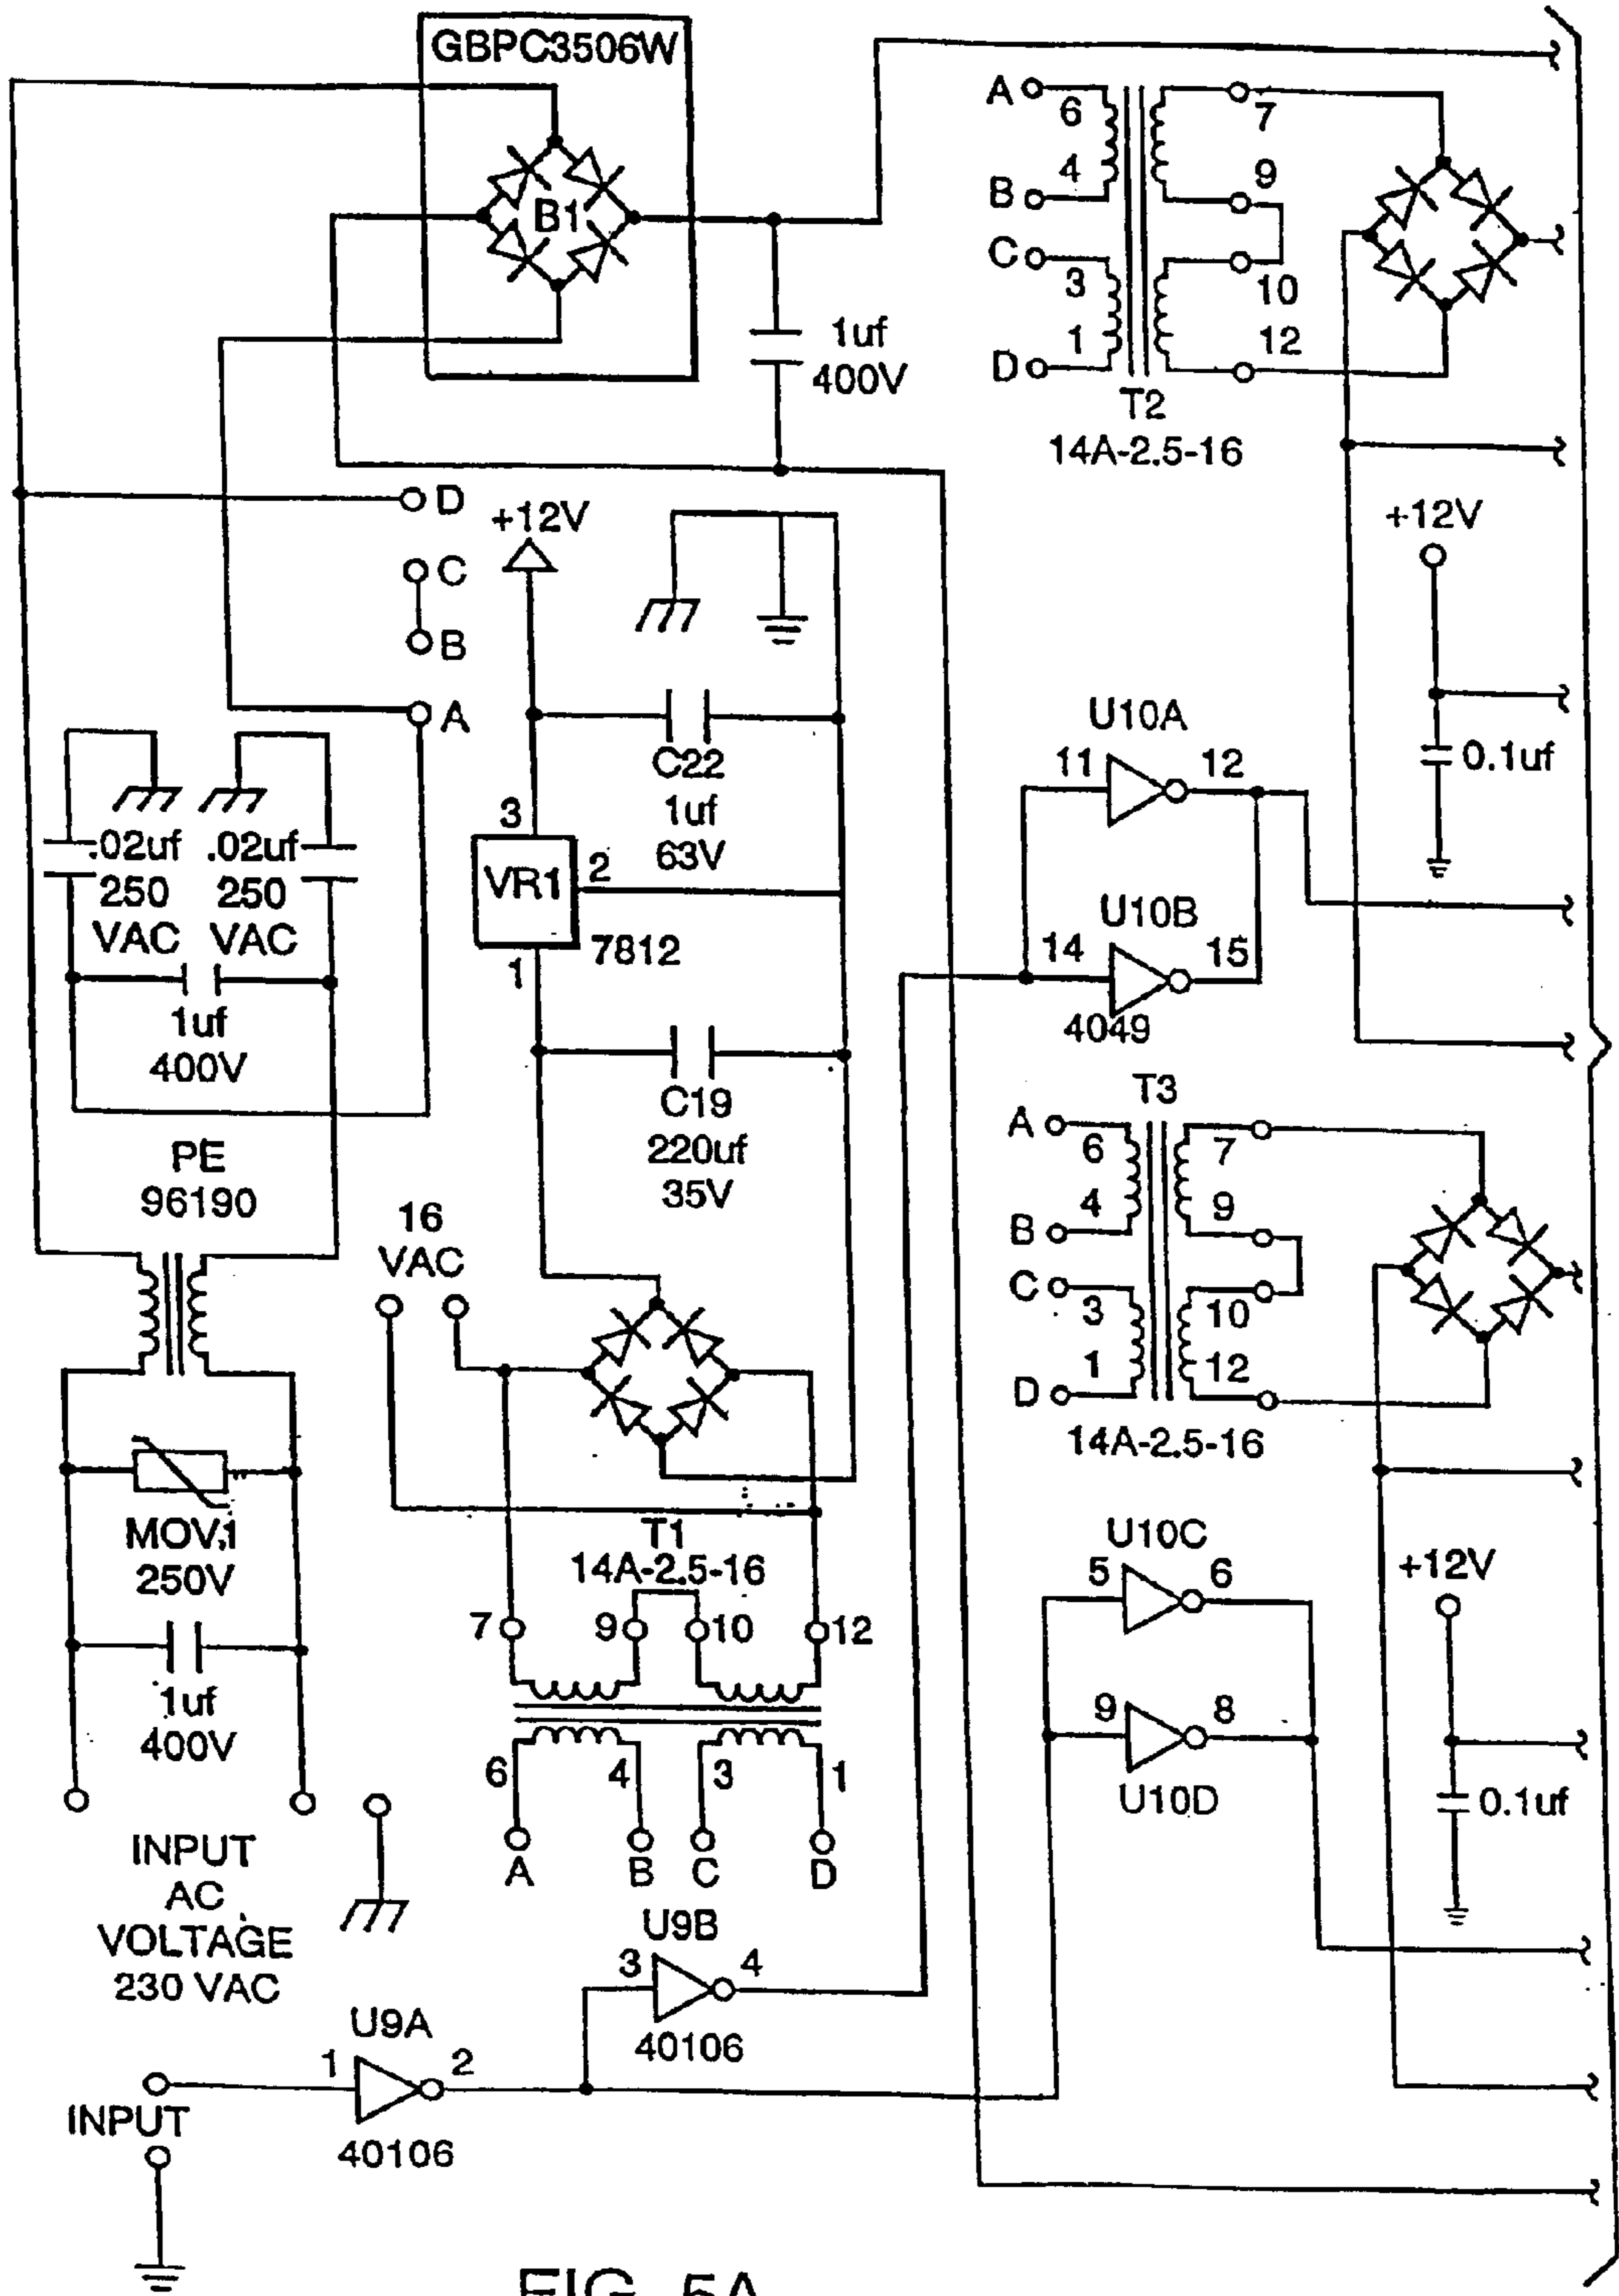 GBPC3506W
B1
1uf
400V
A
6
4
B
C
3
1
D
7
9
10
12
T2
14A-2.5-16
D
C
B
A
+12V
+12V
0.1uf
C22
1uf
63V
3
VR1
2
7812
1
.02uf
250
VAC
.02uf
250
VAC
1uf
400V
U10A
11
12
U10B
14
15
4049
C19
220uf
35V
PE
96190
16
VAC
T3
A
6
4
B
C
3
1
D
7
9
10
12
14A-2.5-16
MOV1
250V
1uf
400V
T1
14A-2.5-16
7
9
10
12
6
4
3
1
A
B
C
D
U10C
5
6
9
8
U10D
+12V
0.1uf
INPUT
AC
VOLTAGE
230 VAC
U9B
3
4
40106
U9A
1
2
40106
INPUT
FIG. 5A